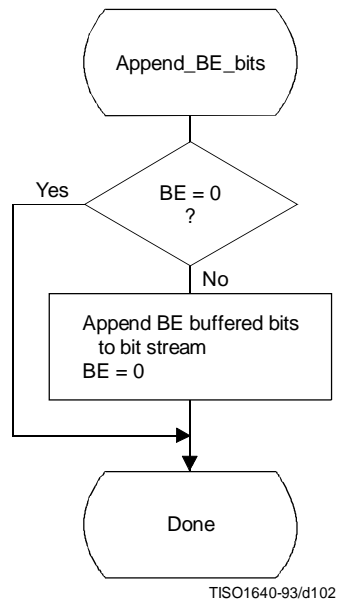 Append_BE_bits
BE = 0
?
Yes
No
Append BE buffered bits
to bit stream
BE = 0
Done
TISO1640-93/d102